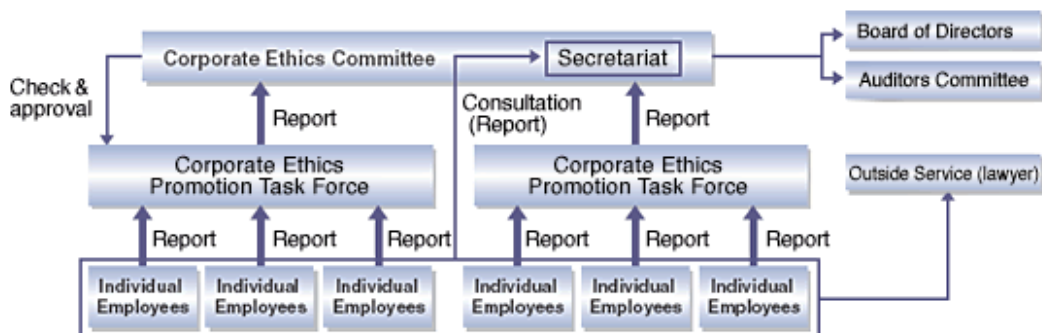 Corporate Ethics Committee
Secretariat
Board of Directors
Auditors Committee
Check &
approval
Report
Consultation
(Report)
Report
Corporate Ethics
Promotion Task Force
Corporate Ethics
Promotion Task Force
Outside Service (lawyer)
Report
Report
Report
Report
Report
Report
Individual
Employees
Individual
Employees
Individual
Employees
Individual
Employees
Individual
Employees
Individual
Employees